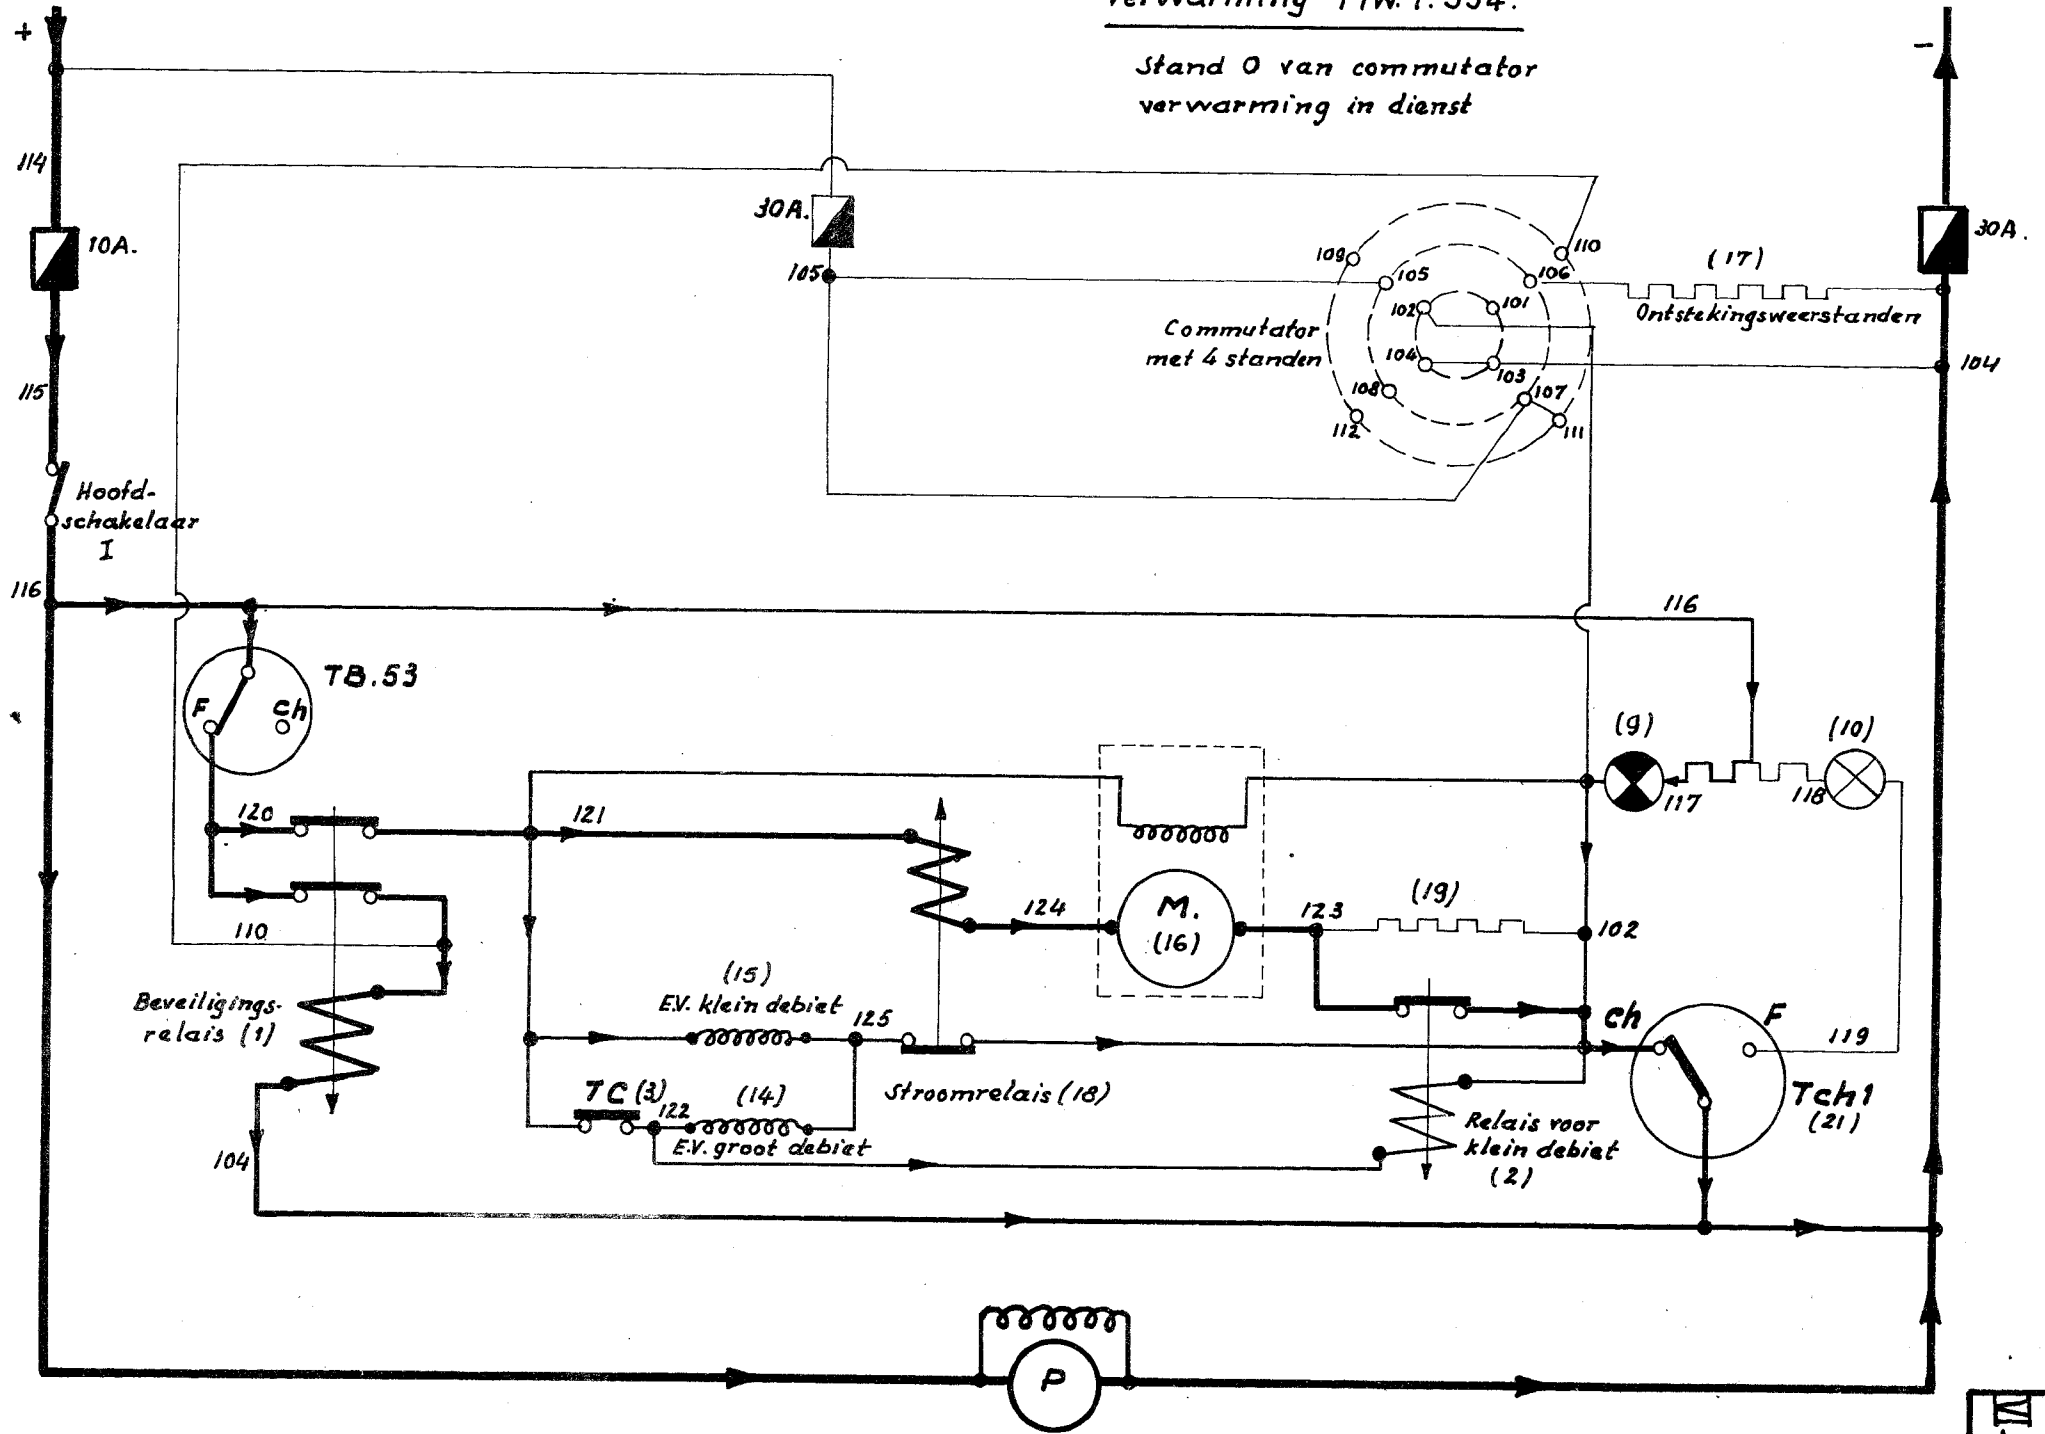 verwarming MW.P.554.
Stand 0 van commutator
verwarming in dienst
+
-
114
10A.
30A.
30A.
105
109
110
105
106
(17)
102
101
Ontstekingsweerstanden
Commutator
met 4 standen
104
103
104
108
107
112
111
115
Hoofd-
schakelaar
I
116
116
TB.53
F
ch
(9)
(10)
117
118
120
121
110
124
M.
(16)
123
(19)
102
Beveiligings-
relais (1)
(15)
E.V. klein debiet
125
ch
F
119
TC (3)
122
(14)
E.V. groot debiet
Stroomrelais (18)
Relais voor
klein debiet
(2)
Tch1
(21)
104
P